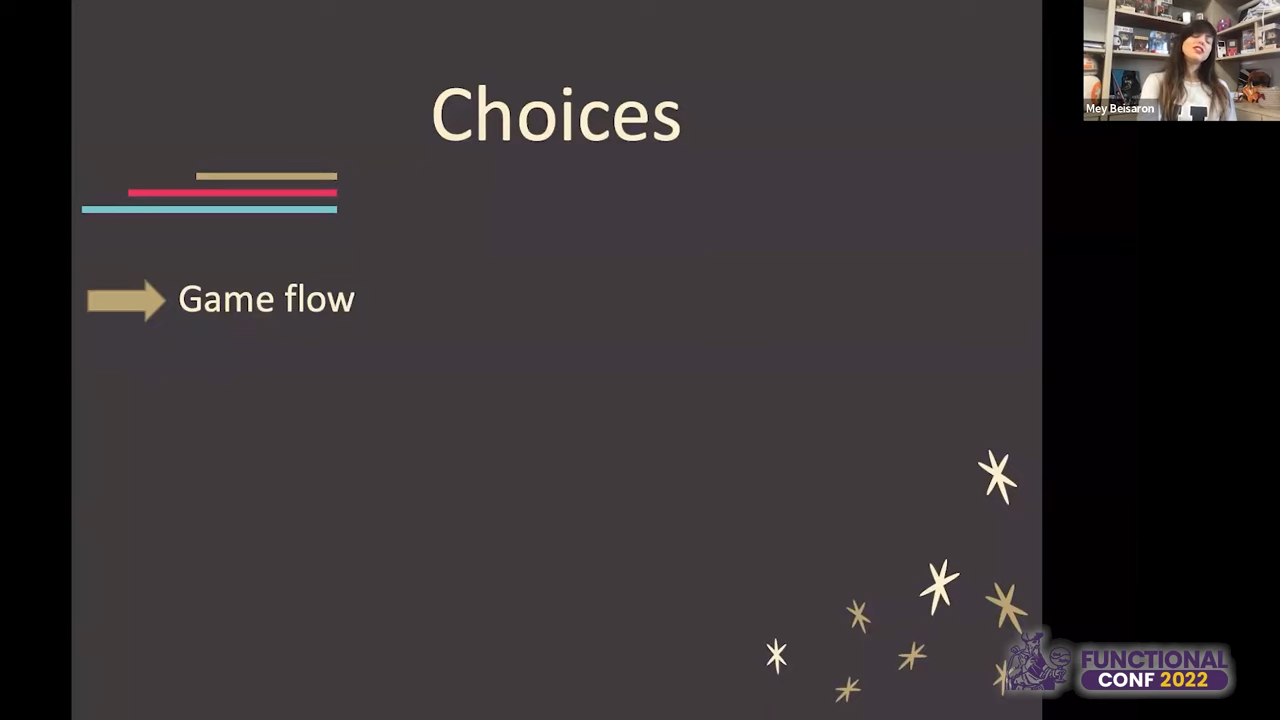 Choices
Mey Beisaron
Game flow
FUNCTIONAL
CONF 2022